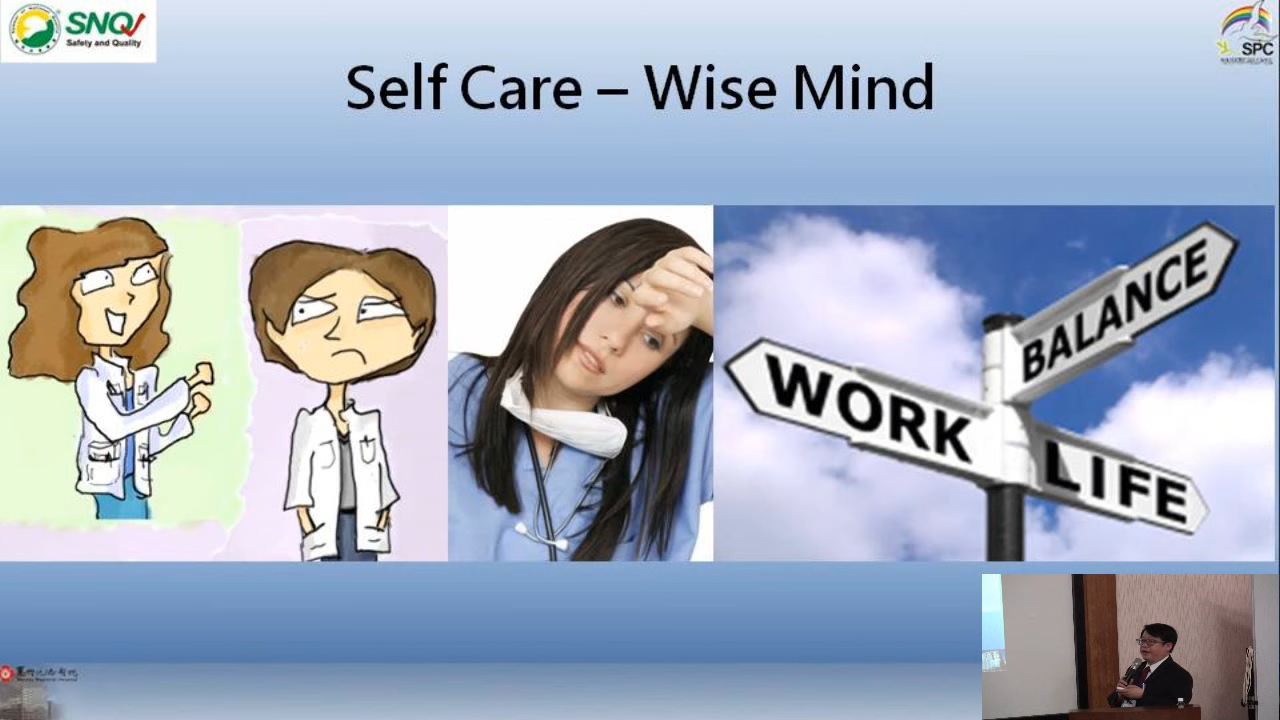 SNQ
Safety and Quality
SPC
Self Care – Wise Mind
BALANCE
WORK
LIFE